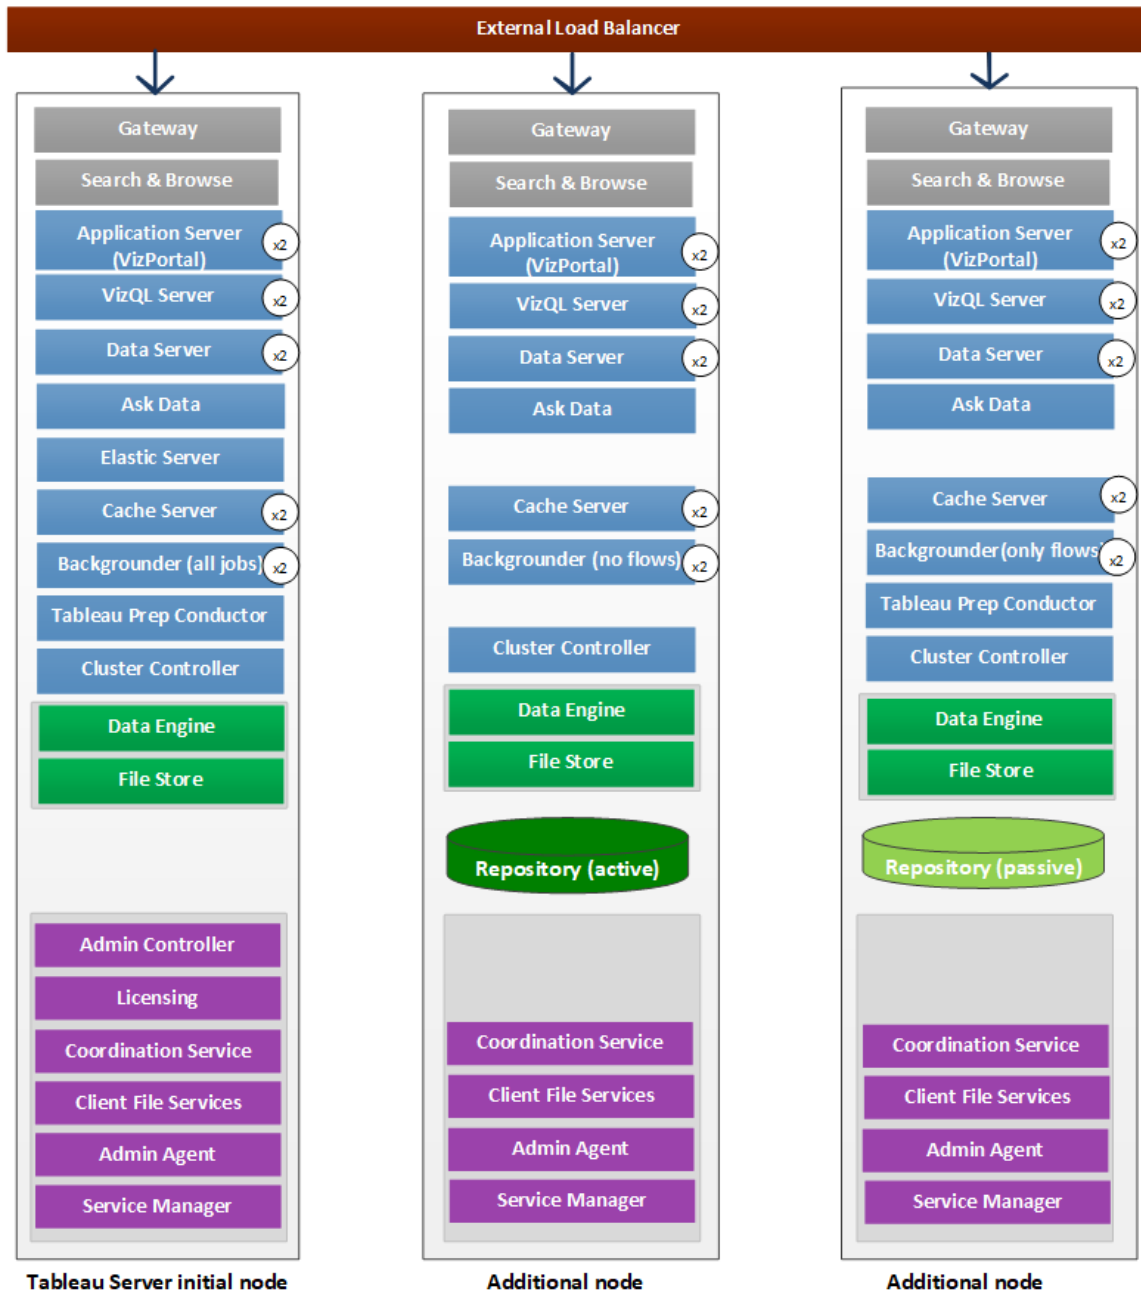 External Load Balancer
Gateway
Search & Browse
Application Server
(VizPortal)
x2
VizQL Server
x2
Data Server
x2
Ask Data
Elastic Server
Cache Server
x2
Backgrounder (all jobs)
x2
Tableau Prep Conductor
Cluster Controller
Data Engine
File Store
Admin Controller
Licensing
Coordination Service
Client File Services
Admin Agent
Service Manager
Tableau Server initial node
Gateway
Search & Browse
Application Server
(VizPortal)
x2
VizQL Server
x2
Data Server
x2
Ask Data
Cache Server
x2
Backgrounder (no flows)
x2
Cluster Controller
Data Engine
File Store
Repository (active)
Coordination Service
Client File Services
Admin Agent
Service Manager
Additional node
Gateway
Search & Browse
Application Server
(VizPortal)
x2
VizQL Server
x2
Data Server
x2
Ask Data
Cache Server
x2
Backgrounder(only flows)
x2
Tableau Prep Conductor
Cluster Controller
Data Engine
File Store
Repository (passive)
Coordination Service
Client File Services
Admin Agent
Service Manager
Additional node